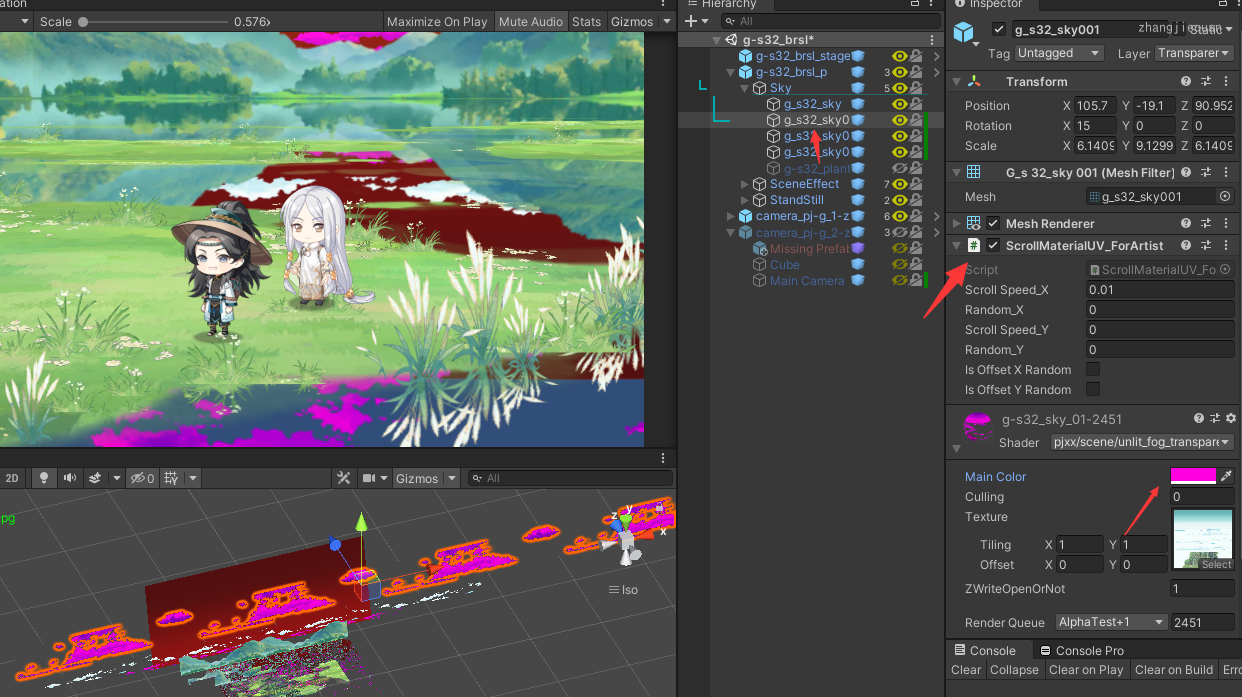 ation
Scale
0.576›
Maximize On Play
Mute Audio
Stats
Gizmos
2D
0
Gizmos
All
pg
y
z
x
Iso
Hierarchy
All
g-s32_brsl*
g-s32_brsl_stage
g-s32_brsl_p
3
Sky
5
g_s32_sky
g_s32_sky0
g_s32_sky0
g_s32_sky0
g-s32_plant
SceneEffect
7
StandStill
2
camera_pj-g_1-z
6
camera_pj-g_2-z
3
Missing Prefab
Cube
Main Camera
Inspector
g_s32_sky001
Static
Tag Untagged
Layer Transparer
Transform
Position X 105.7 Y -19.1 Z 90.952
Rotation X 15 Y 0 Z 0
Scale X 6.1409 Y 9.1299 Z 6.1409
G_s 32_sky 001 (Mesh Filter)
Mesh g_s32_sky001
Mesh Renderer
ScrollMaterialUV_ForArtist
Script ScrollMaterialUV_Fo
Scroll Speed_X 0.01
Random_X 0
Scroll Speed_Y 0
Random_Y 0
Is Offset X Random
Is Offset Y Random
g-s32_sky_01-2451
Shader pjxx/scene/unlit_fog_transpare
Main Color
Culling 0
Texture
Tiling X 1 Y 1
Offset X 0 Y 0
Select
ZWriteOpenOrNot 1
Render Queue AlphaTest+1 2451
Console
Console Pro
Clear
Collapse
Clear on Play
Clear on Build
Erro